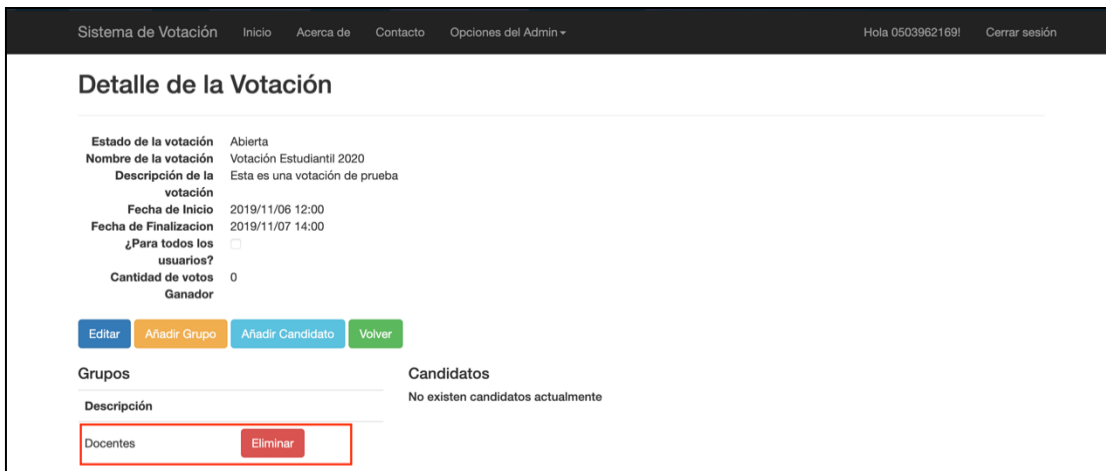 Sistema de Votación Inicio Acerca de Contacto Opciones del Admin Hola 0503962169! Cerrar sesión
Detalle de la Votación
Estado de la votación Abierta
Nombre de la votación Votación Estudiantil 2020
Descripción de la Esta es una votación de prueba
votación
Fecha de Inicio 2019/11/06 12:00
Fecha de Finalizacion 2019/11/07 14:00
¿Para todos los
usuarios?
Cantidad de votos 0
Ganador
Editar Añadir Grupo Añadir Candidato Volver
Grupos
Descripción
Docentes Eliminar
Candidatos
No existen candidatos actualmente